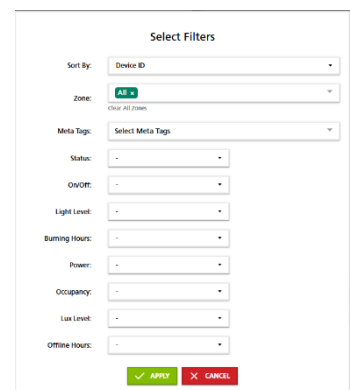 Select Filters
Sort By: Device ID
Zone: All x
Clear All Zones
Meta Tags: Select Meta Tags
Status: -
On/Off: -
Light Level: -
Burning Hours: -
Power: -
Occupancy: -
Lux Level: -
Offline Hours: -
APPLY CANCEL